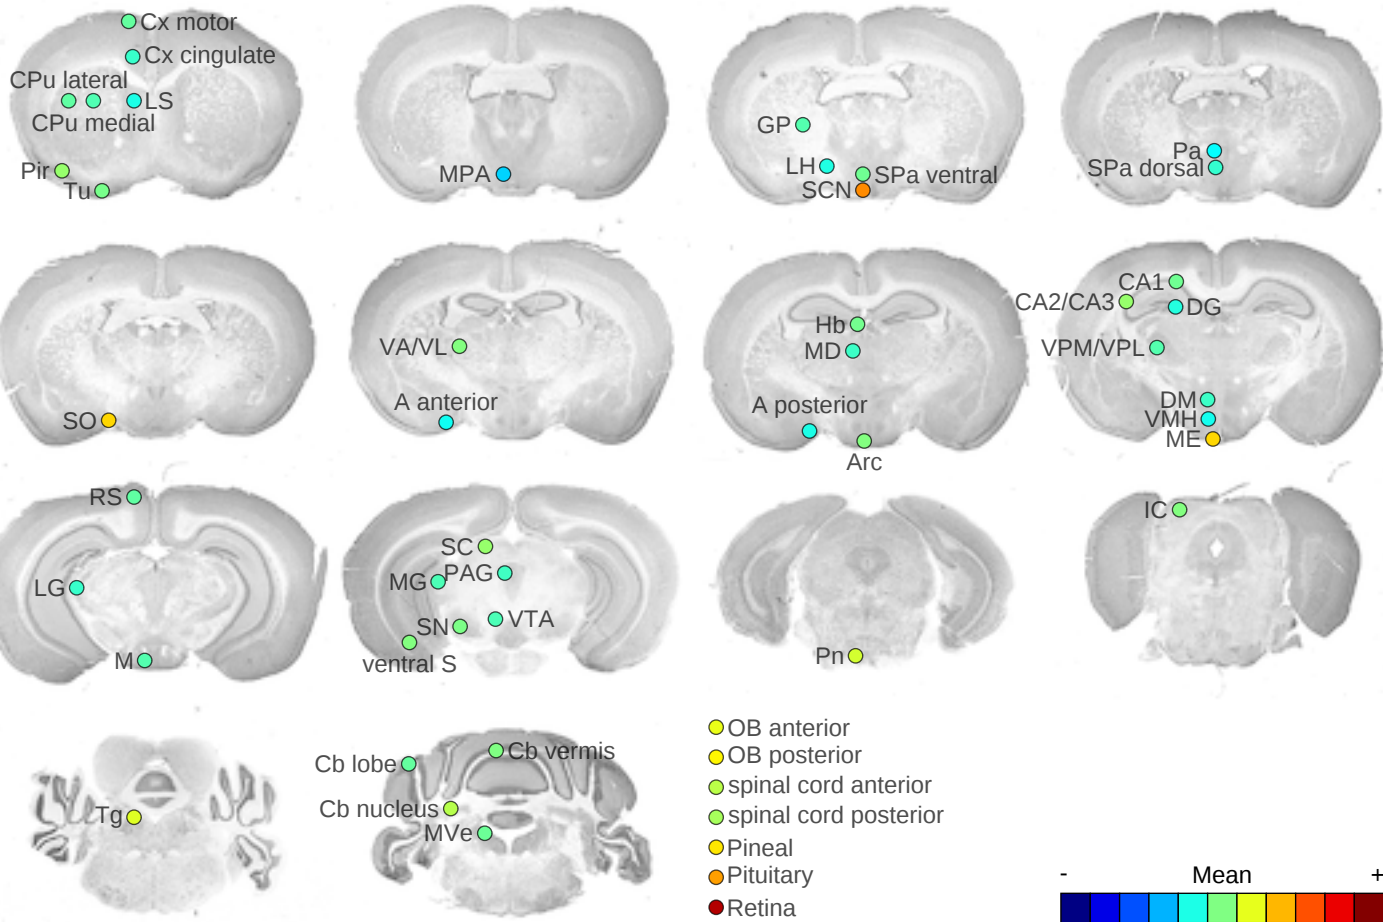 Cx motor
Cx cingulate
CPu lateral
LS
CPu medial
Pir
Tu
MPA
GP
LH
SPa ventral
SCN
Pa
SPa dorsal
SO
VA/VL
A anterior
Hb
MD
A posterior
Arc
CA1
CA2/CA3
DG
VPM/VPL
DM
VMH
ME
RS
LG
M
SC
PAG
MG
VTA
SN
ventral S
Pn
IC
Tg
Cb vermis
Cb lobe
Cb nucleus
MVe
OB anterior
OB posterior
spinal cord anterior
spinal cord posterior
Pineal
Pituitary
Retina
- Mean +